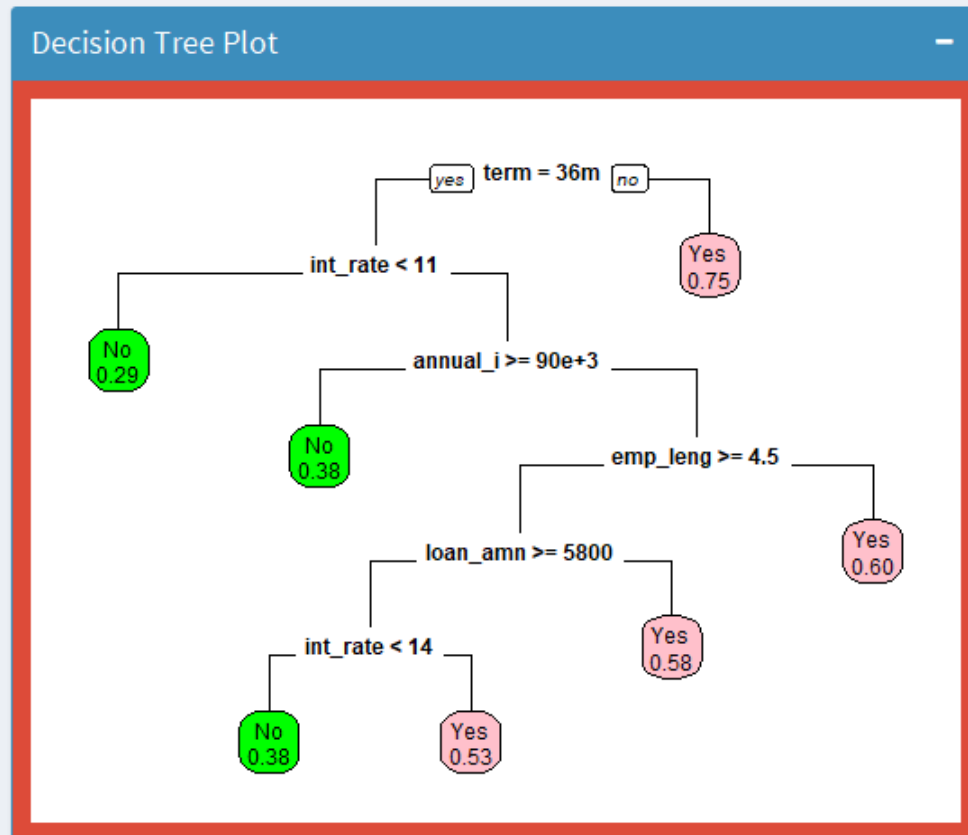 Decision Tree Plot
yes term = 36m no
int_rate < 11
Yes
0.75
No
0.29
annual_i >= 90e+3
No
0.38
emp_leng >= 4.5
Yes
0.60
loan_amn >= 5800
Yes
0.58
int_rate < 14
No
0.38
Yes
0.53